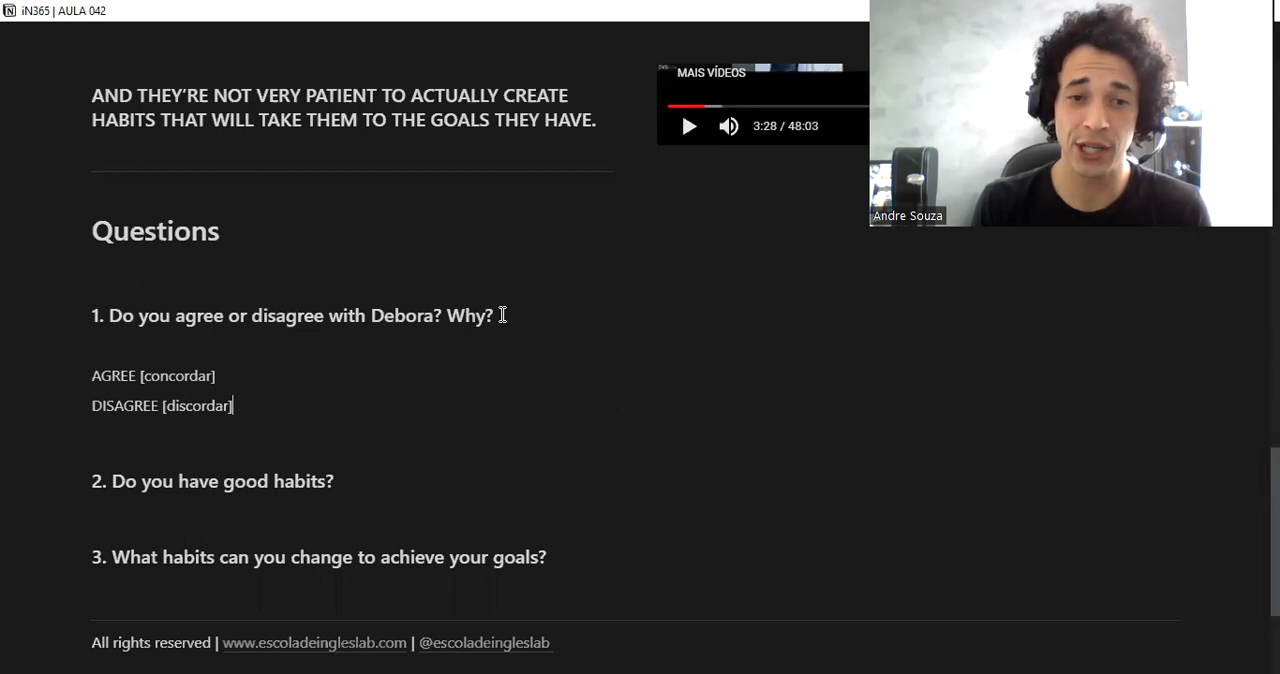 iN365 | AULA 042
AND THEY'RE NOT VERY PATIENT TO ACTUALLY CREATE
HABITS THAT WILL TAKE THEM TO THE GOALS THEY HAVE.
MAIS VÍDEOS
3:28 / 48:03
Andre Souza
Questions
1. Do you agree or disagree with Debora? Why?
AGREE [concordar]
DISAGREE [discordar]
2. Do you have good habits?
3. What habits can you change to achieve your goals?
All rights reserved | www.escoladeingleslab.com | @escoladeingleslab